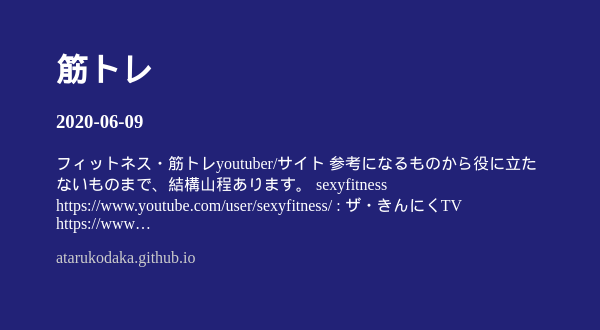 筋トレ
2020-06-09
フィットネス・筋トレyoutuber/サイト 参考になるものから役に立た
ないものまで、結構山程あります。 sexyfitness
https://www.youtube.com/user/sexyfitness/ : ザ・きんにくTV
https://www…
atarukodaka.github.io